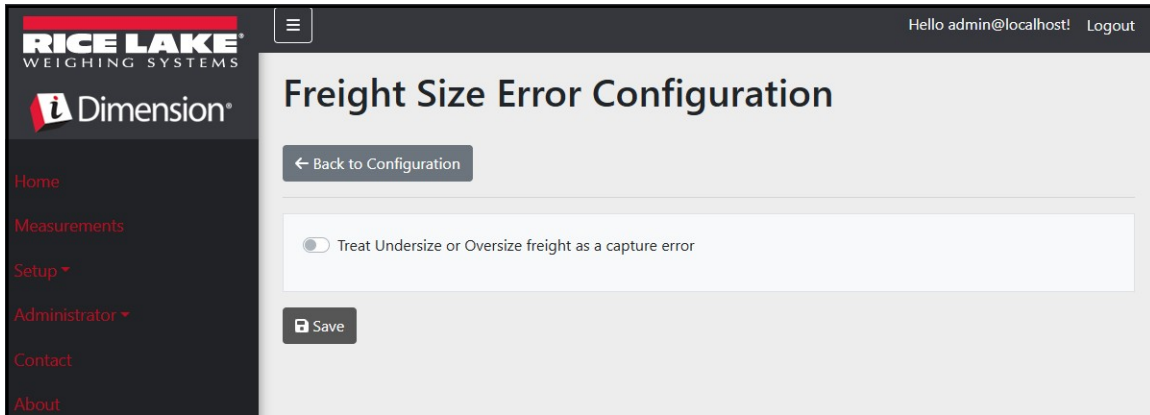 RICE LAKE®
WEIGHING SYSTEMS
i Dimension®
Home
Measurements
Setup
Administrator
Contact
About
Hello admin@localhost! Logout
Freight Size Error Configuration
← Back to Configuration
Treat Undersize or Oversize freight as a capture error
Save